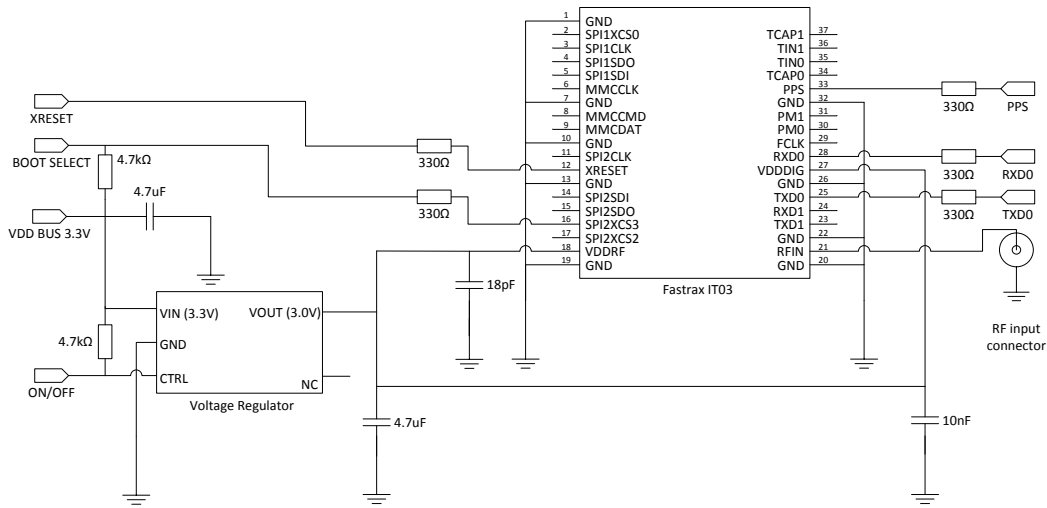 1 GND
2 SPI1XCS0
3 SPI1CLK
4 SPI1SDO
5 SPI1SDI
6 MMCCLK
7 GND
8 MMCCMD
9 MMCDAT
10 GND
11 SPI2CLK
12 XRESET
13 GND
14 SPI2SDI
15 SPI2SDO
16 SPI2XCS3
17 SPI2XCS2
18 VDDRF
19 GND
TCAP1 37
TIN1 36
TIN0 35
TCAP0 34
PPS 33
GND 32
PM1 31
PM0 30
FCLK 29
RXD0 28
VDDDIG 27
GND 26
TXD0 25
RXD1 24
TXD1 23
GND 22
RFIN 21
GND 20
Fastrax IT03
XRESET
BOOT SELECT
4.7kΩ
4.7uF
VDD BUS 3.3V
330Ω
330Ω
330Ω
PPS
330Ω
RXD0
330Ω
TXD0
18pF
RF input
connector
VIN (3.3V)
VOUT (3.0V)
GND
CTRL
NC
Voltage Regulator
4.7kΩ
ON/OFF
4.7uF
10nF